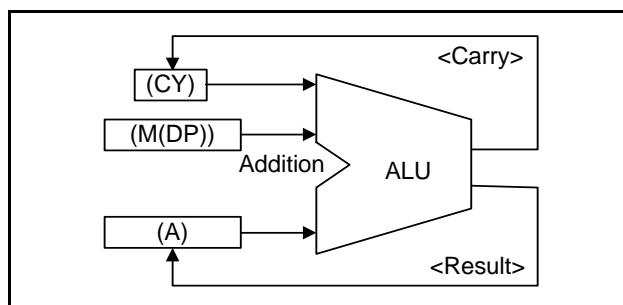 <Carry>
(CY)
(M(DP))
Addition
ALU
(A)
<Result>